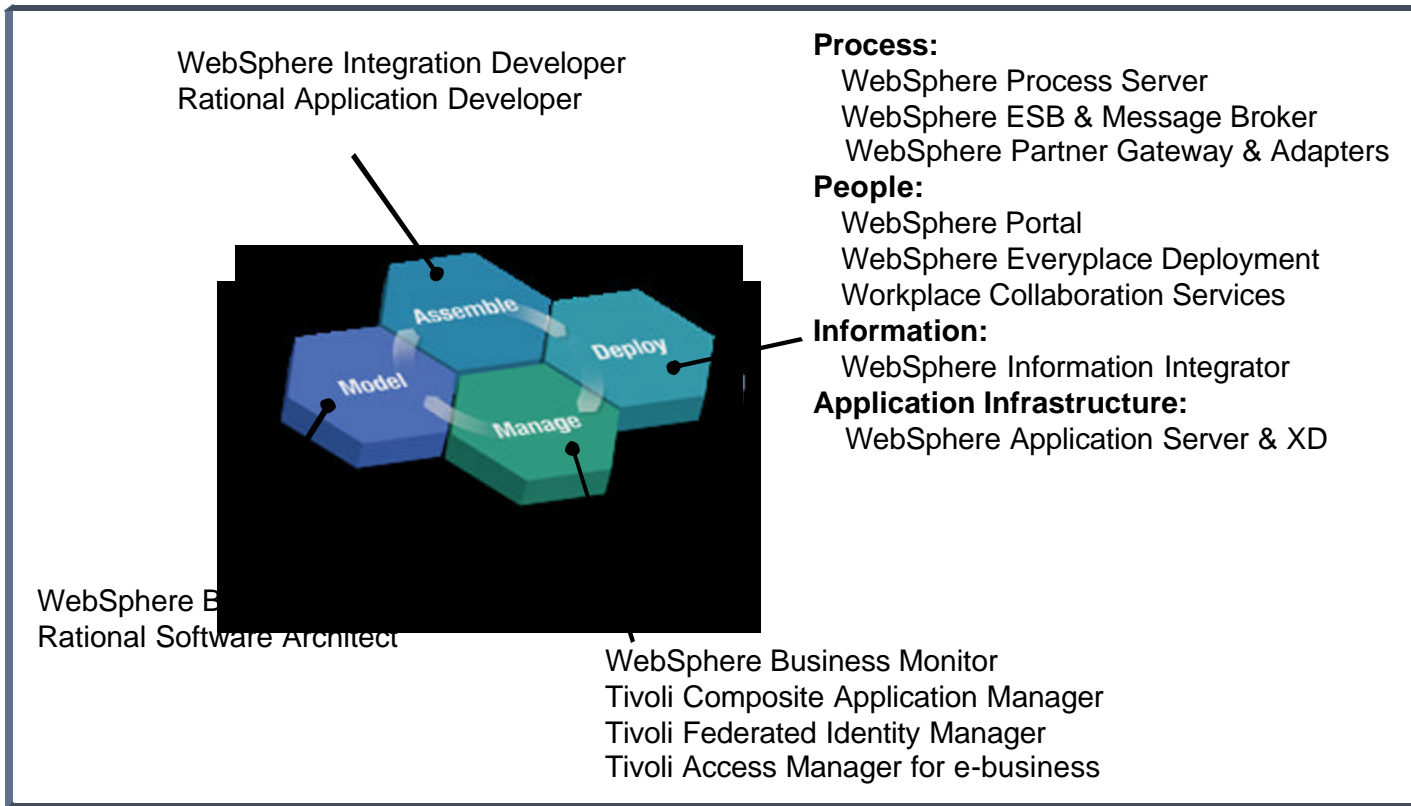 WebSphere Integration Developer
Rational Application Developer
Process:
WebSphere Process Server
WebSphere ESB & Message Broker
WebSphere Partner Gateway & Adapters
People:
WebSphere Portal
WebSphere Everyplace Deployment
Workplace Collaboration Services
Information:
WebSphere Information Integrator
Application Infrastructure:
WebSphere Application Server & XD
Assemble
Deploy
Model
Manage
WebSphere
Rational Software Architect
WebSphere Business Monitor
Tivoli Composite Application Manager
Tivoli Federated Identity Manager
Tivoli Access Manager for e-business